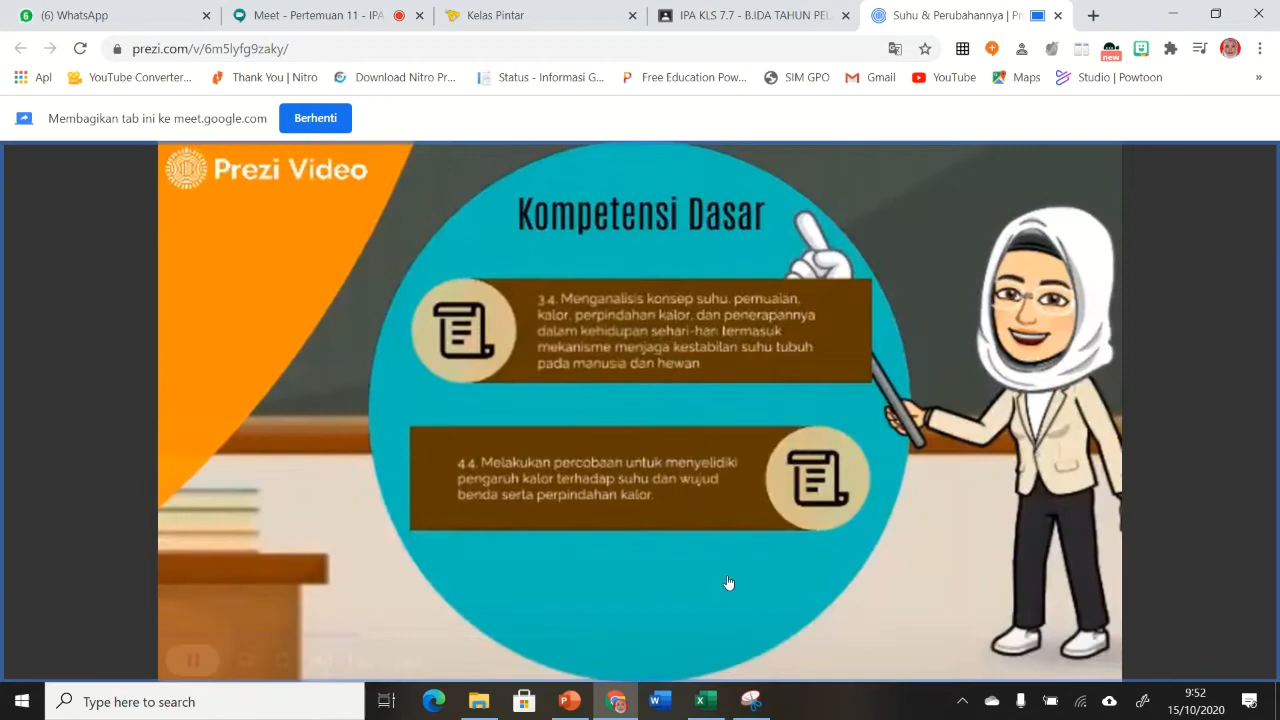 (6) WhatsApp
Meet - Pertemuan 11 - IPA
Kelas Pintar
IPA KLS 7.7 - B.IDA TAHUN PEL
Suhu & Perubahannya | Pr
prezi.com/v/6m5lyfg9zaky/
new
Apl
YouTube Converter...
Thank You | Nitro
Download Nitro Pr...
Status - Informasi G...
Free Education Pow...
SIM GPO
Gmail
YouTube
Maps
Studio | Powtoon
»
Membagikan tab ini ke meet.google.com
Berhenti
Prezi Video
Kompetensi Dasar
3.4. Menganalisis konsep suhu, pemuaian,
kalor, perpindahan kalor, dan penerapannya
dalam kehidupan sehari-hari termasuk
mekanisme menjaga kestabilan suhu tubuh
pada manusia dan hewan.
4.4. Melakukan percobaan untuk menyelidiki
pengaruh kalor terhadap suhu dan wujud
benda serta perpindahan kalor.
Type here to search
9:52
15/10/2020